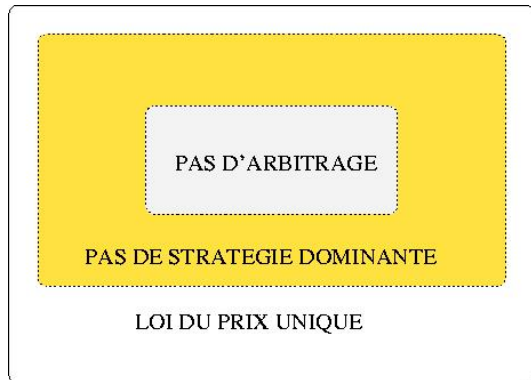 PAS D'ARBITRAGE
PAS DE STRATEGIE DOMINANTE
LOI DU PRIX UNIQUE